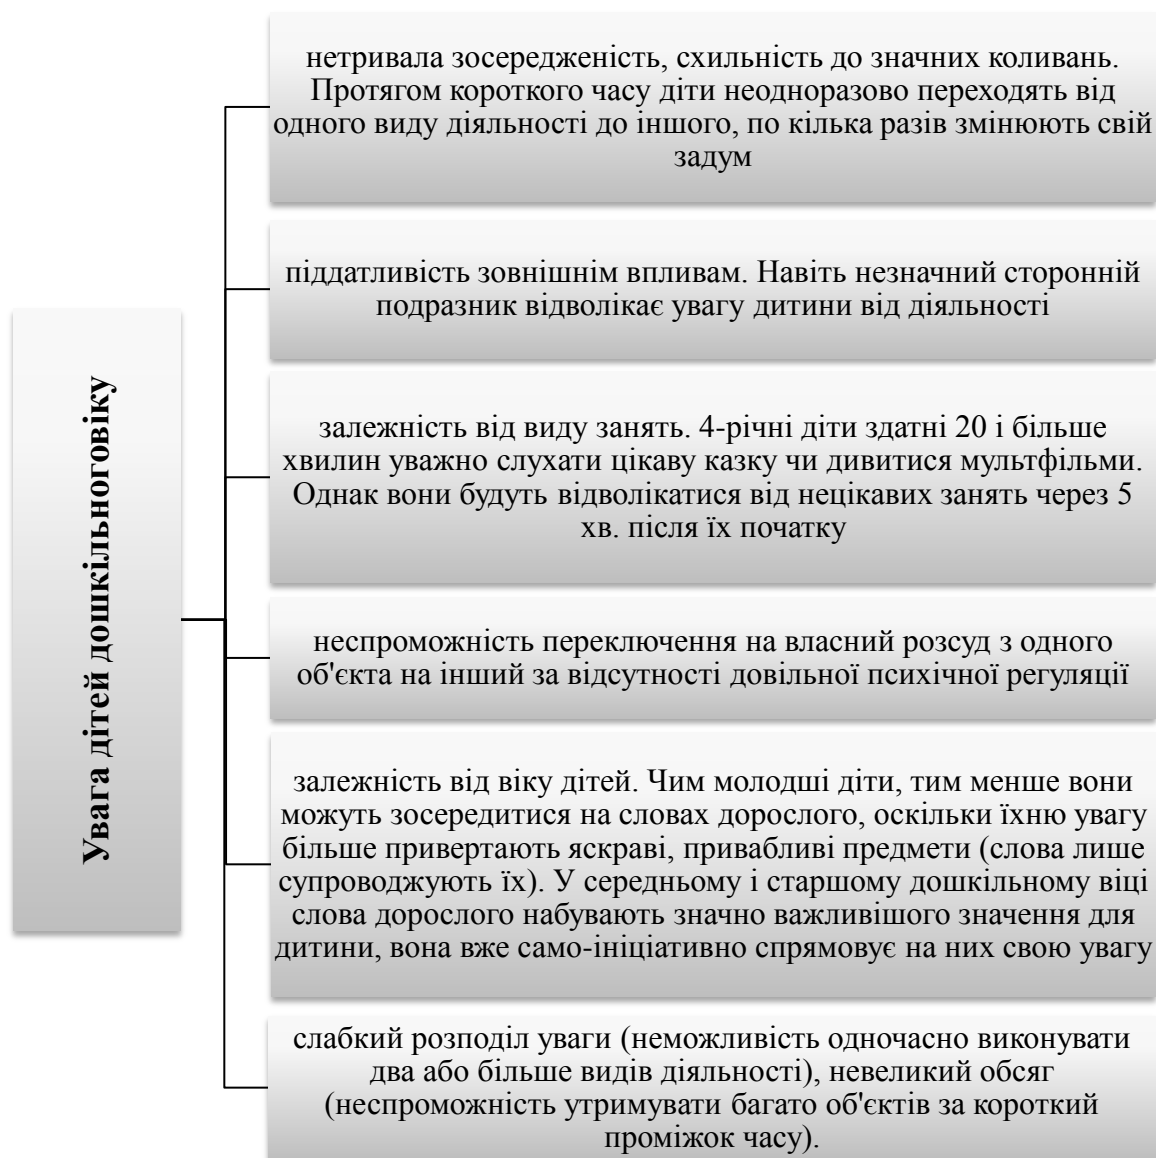 Увага дітей дошкільноговіку
нетривала зосередженість, схильність до значних коливань.
Протягом короткого часу діти неодноразово переходять від
одного виду діяльності до іншого, по кілька разів змінюють свій
задум
піддатливість зовнішнім впливам. Навіть незначний сторонній
подразник відволікає увагу дитини від діяльності
залежність від виду занять. 4-річні діти здатні 20 і більше
хвилин уважно слухати цікаву казку чи дивитися мультфільми.
Однак вони будуть відволікатися від нецікавих занять через 5
хв. після їх початку
неспроможність переключення на власний розсуд з одного
об'єкта на інший за відсутності довільної психічної регуляції
залежність від віку дітей. Чим молодші діти, тим менше вони
можуть зосередитися на словах дорослого, оскільки їхню увагу
більше привертають яскраві, привабливі предмети (слова лише
супроводжують їх). У середньому і старшому дошкільному віці
слова дорослого набувають значно важливішого значення для
дитини, вона вже само-ініціативно спрямовує на них свою увагу
слабкий розподіл уваги (неможливість одночасно виконувати
два або більше видів діяльності), невеликий обсяг
(неспроможність утримувати багато об'єктів за короткий
проміжок часу).